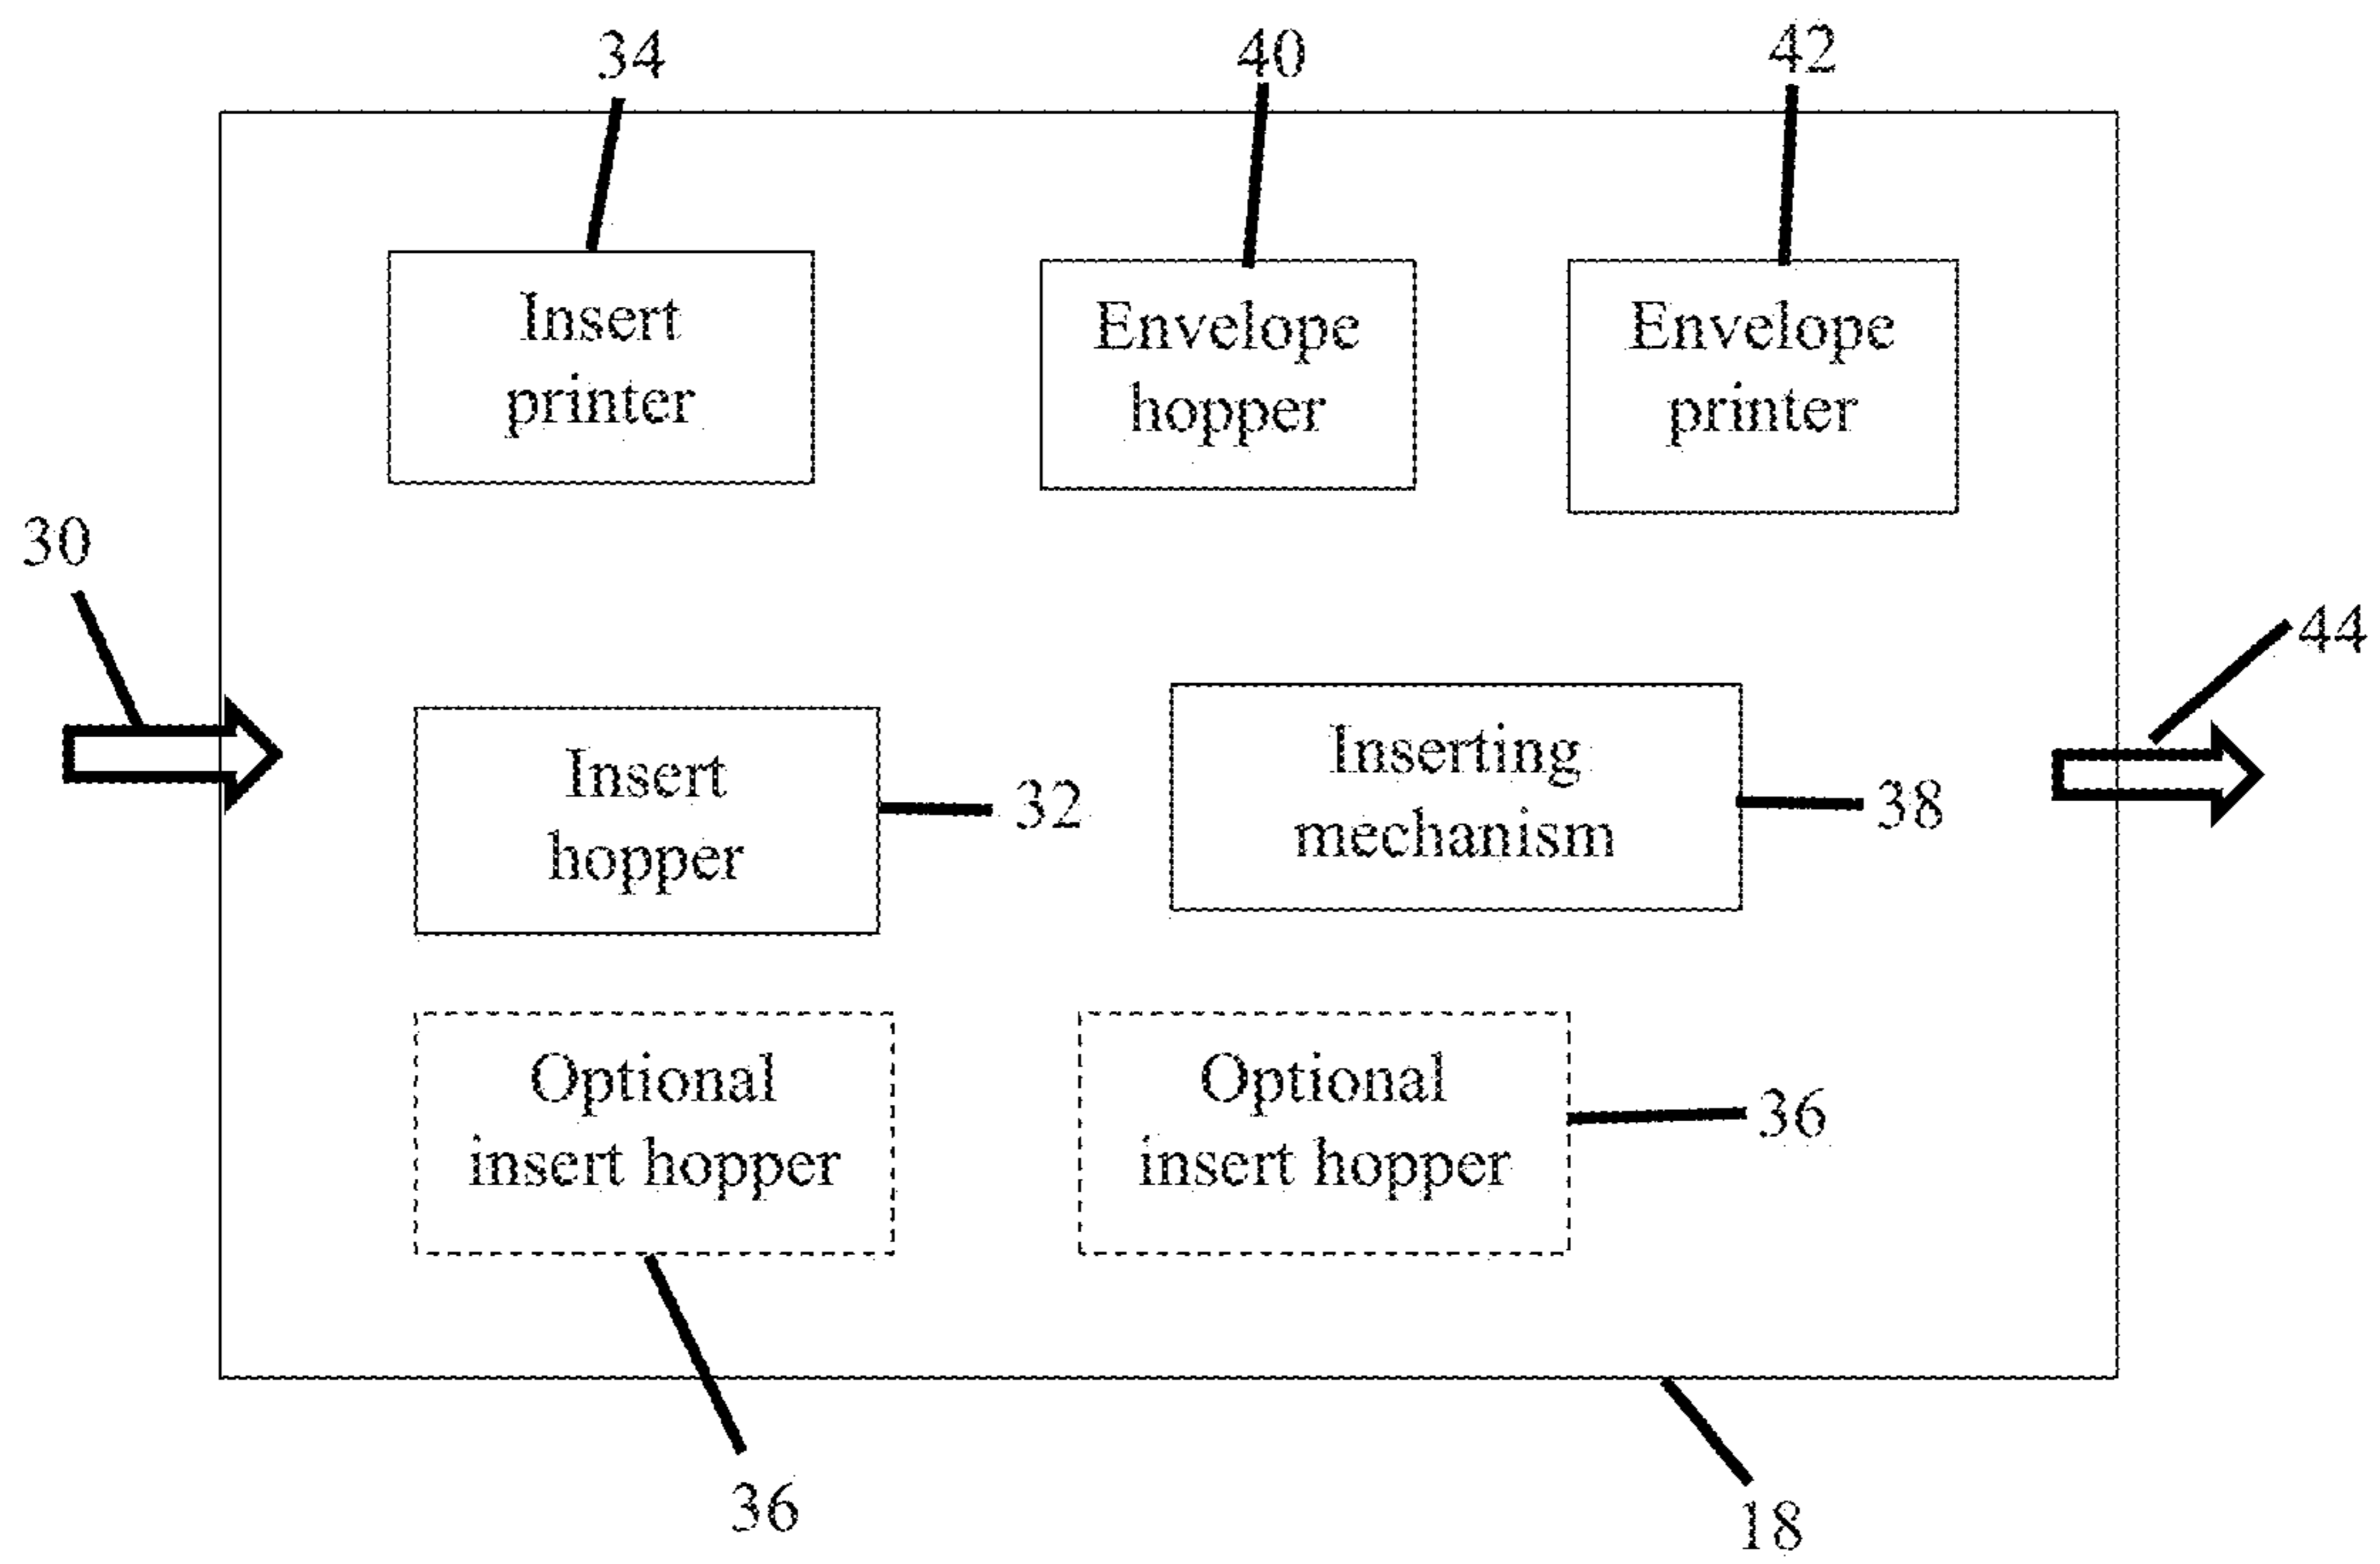 34
40
42
Insert
printer
Envelope
hopper
Envelope
printer
30
44
Insert
hopper
32
Inserting
mechanism
38
Optional
insert hopper
Optional
insert hopper
36
36
18